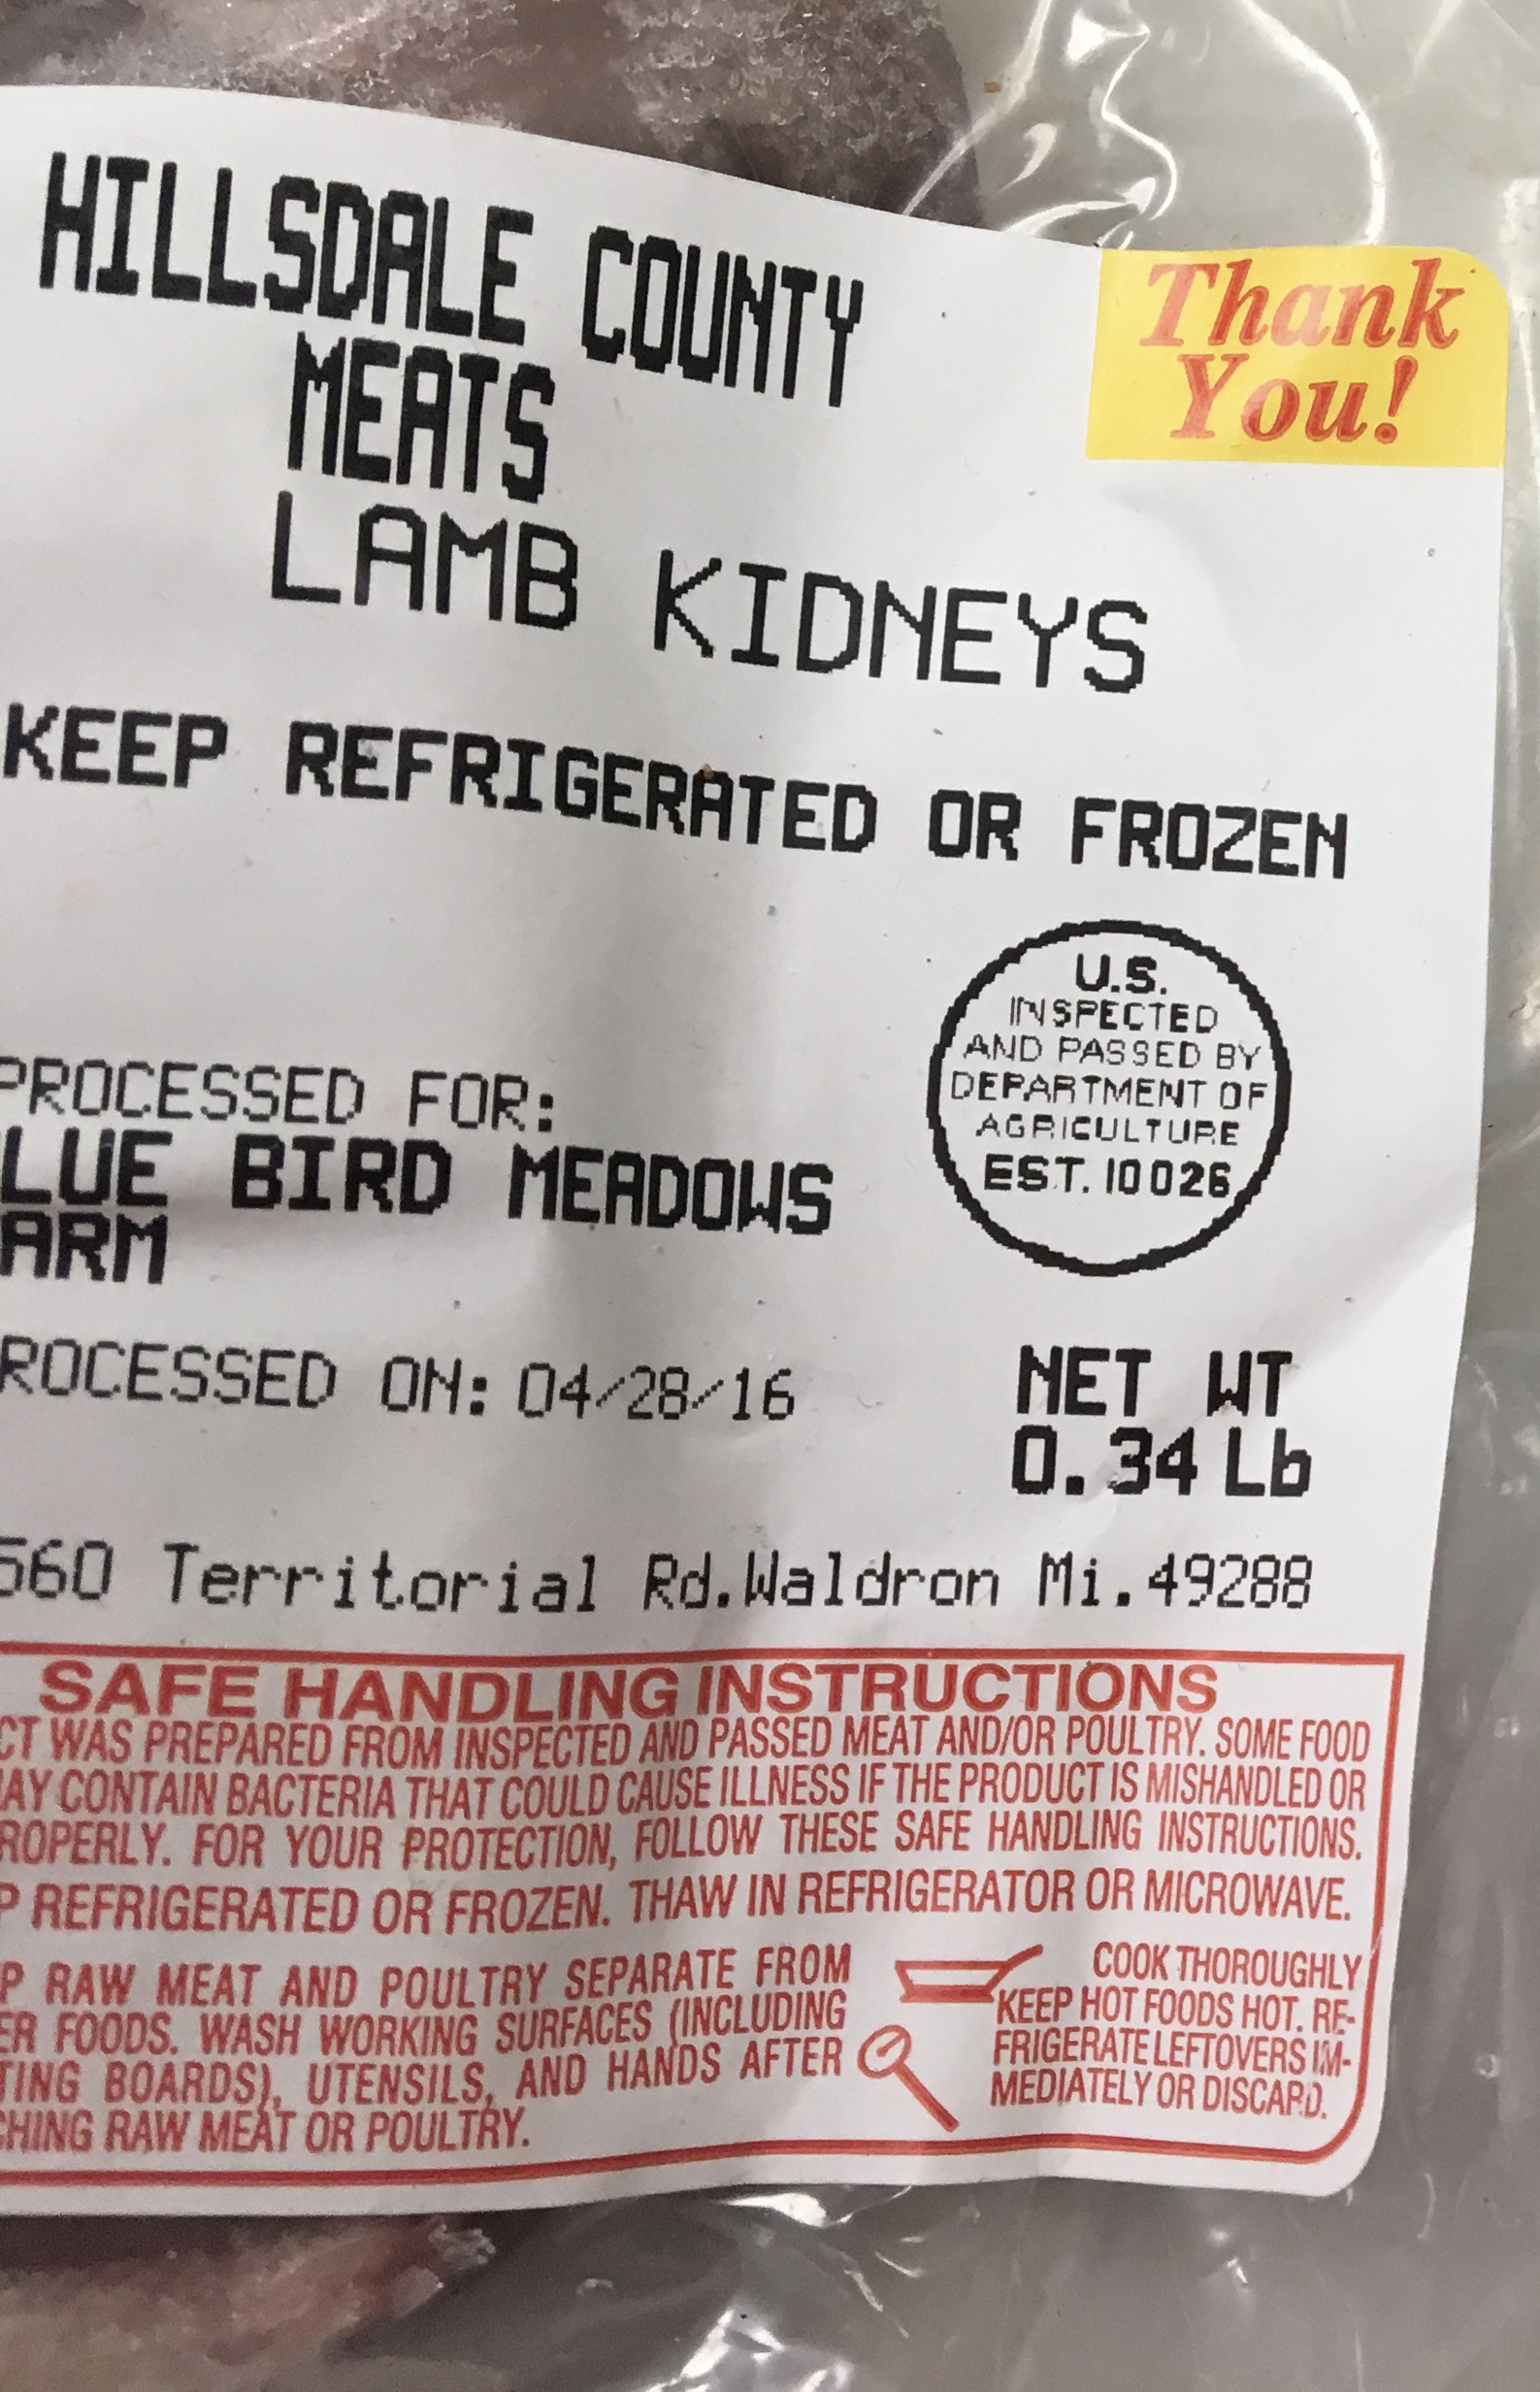 HILLSDALE COUNTY
MEATS
Thank
You!
LAMB KIDNEYS
KEEP REFRIGERATED OR FROZEN
U.S.
INSPECTED
AND PASSED BY
DEPARTMENT OF
AGRICULTURE
EST. 10026
PROCESSED FOR:
LUE BIRD MEADOWS
ARM
ROCESSED ON: 04/28/16
NET WT
0.34 Lb
560 Territorial Rd.Waldron Mi.49288
SAFE HANDLING INSTRUCTIONS
CT WAS PREPARED FROM INSPECTED AND PASSED MEAT AND/OR POULTRY. SOME FOOD
AY CONTAIN BACTERIA THAT COULD CAUSE ILLNESS IF THE PRODUCT IS MISHANDLED OR
ROPERLY. FOR YOUR PROTECTION, FOLLOW THESE SAFE HANDLING INSTRUCTIONS.
P REFRIGERATED OR FROZEN. THAW IN REFRIGERATOR OR MICROWAVE.
P RAW MEAT AND POULTRY SEPARATE FROM
ER FOODS. WASH WORKING SURFACES (INCLUDING
TING BOARDS), UTENSILS, AND HANDS AFTER
CHING RAW MEAT OR POULTRY.
COOK THOROUGHLY
KEEP HOT FOODS HOT. RE-
FRIGERATE LEFTOVERS IM-
MEDIATELY OR DISCARD.